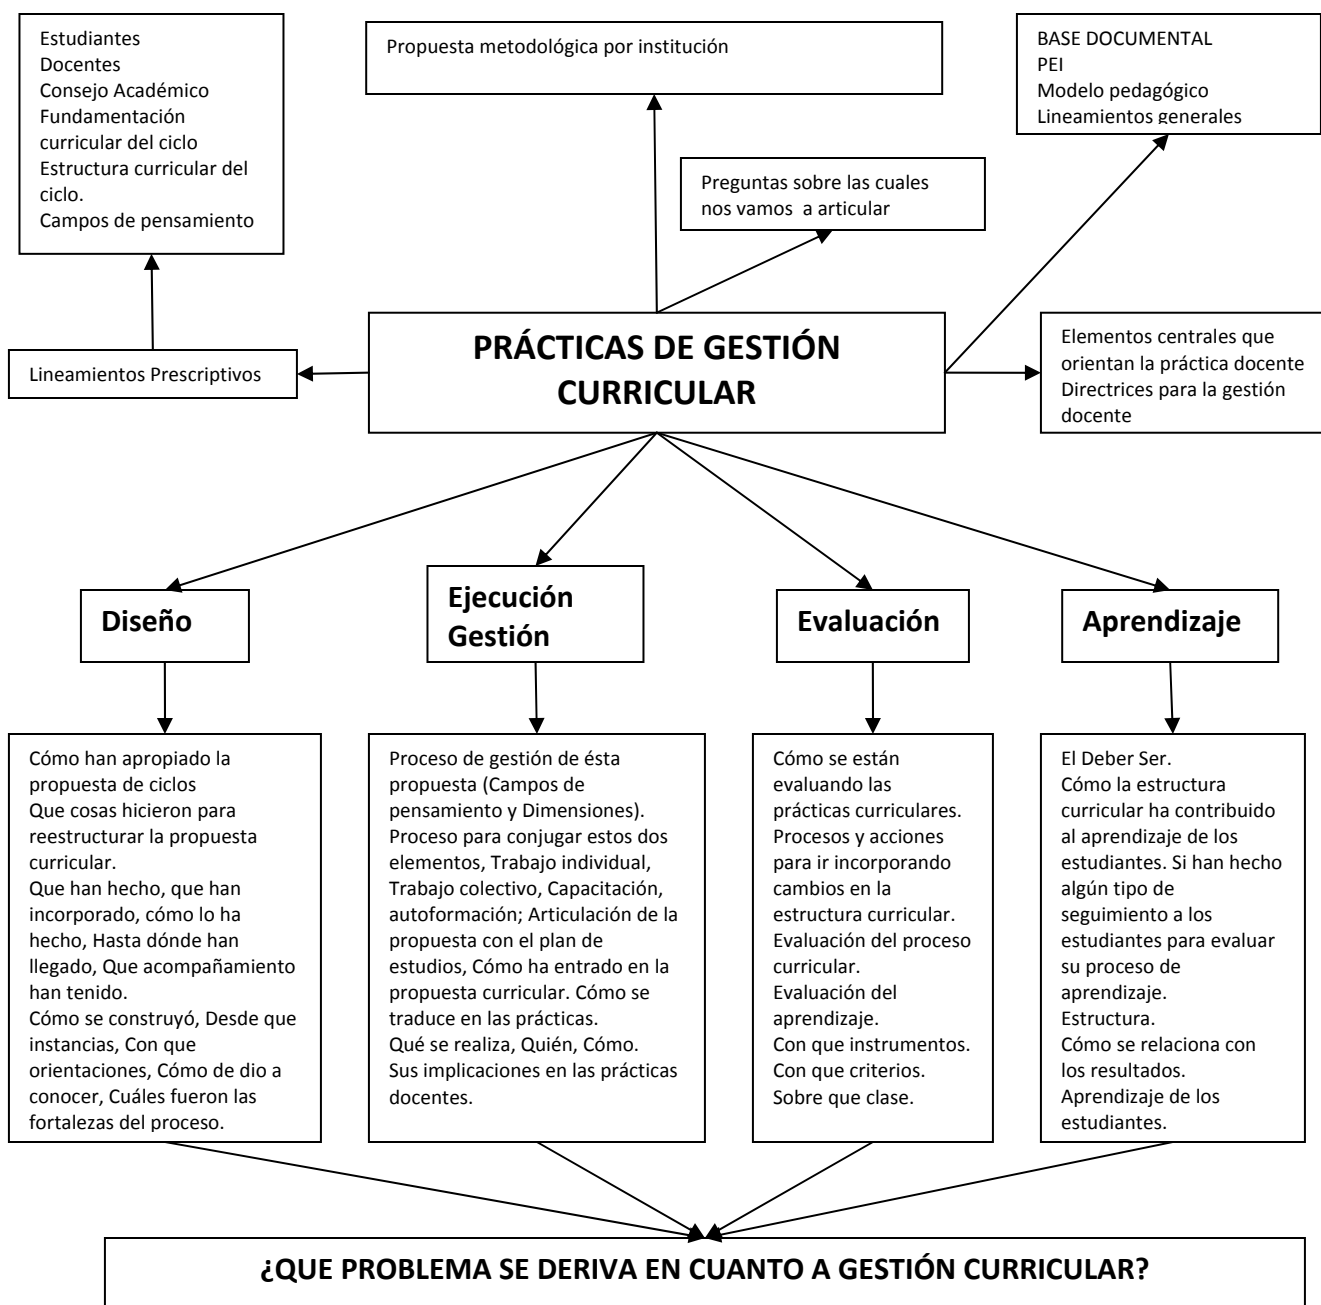 Estudiantes
Docentes
Consejo Académico
Fundamentación
curricular del ciclo
Estructura curricular del
ciclo.
Campos de pensamiento
Propuesta metodológica por institución
BASE DOCUMENTAL
PEI
Modelo pedagógico
Lineamientos generales
Preguntas sobre las cuales
nos vamos a articular
Lineamientos Prescriptivos
PRÁCTICAS DE GESTIÓN
CURRICULAR
Elementos centrales que
orientan la práctica docente
Directrices para la gestión
docente
Diseño
Ejecución
Gestión
Evaluación
Aprendizaje
Cómo han apropiado la
propuesta de ciclos
Que cosas hicieron para
reestructurar la propuesta
curricular.
Que han hecho, que han
incorporado, cómo lo ha
hecho, Hasta dónde han
llegado, Que acompañamiento
han tenido.
Cómo se construyó, Desde que
instancias, Con que
orientaciones, Cómo de dio a
conocer, Cuáles fueron las
fortalezas del proceso.
Proceso de gestión de ésta
propuesta (Campos de
pensamiento y Dimensiones).
Proceso para conjugar estos dos
elementos, Trabajo individual,
Trabajo colectivo, Capacitación,
autoformación; Articulación de la
propuesta con el plan de
estudios, Cómo ha entrado en la
propuesta curricular. Cómo se
traduce en las prácticas.
Qué se realiza, Quién, Cómo.
Sus implicaciones en las prácticas
docentes.
Cómo se están
evaluando las
prácticas curriculares.
Procesos y acciones
para ir incorporando
cambios en la
estructura curricular.
Evaluación del proceso
curricular.
Evaluación del
aprendizaje.
Con que instrumentos.
Con que criterios.
Sobre que clase.
El Deber Ser.
Cómo la estructura
curricular ha contribuido
al aprendizaje de los
estudiantes. Si han hecho
algún tipo de
seguimiento a los
estudiantes para evaluar
su proceso de
aprendizaje.
Estructura.
Cómo se relaciona con
los resultados.
Aprendizaje de los
estudiantes.
¿QUE PROBLEMA SE DERIVA EN CUANTO A GESTIÓN CURRICULAR?